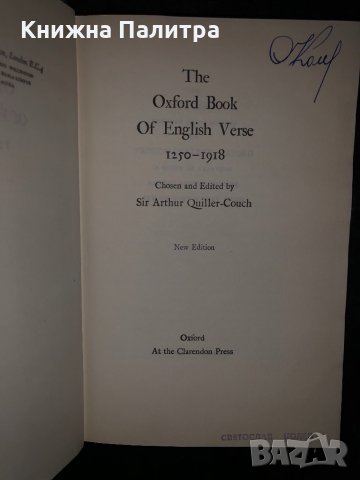 Книжна Палитра
The
Oxford Book
Of English Verse
1250–1918
Chosen and Edited by
Sir Arthur Quiller-Couch
New Edition
Oxford
At the Clarendon Press
BAZAR